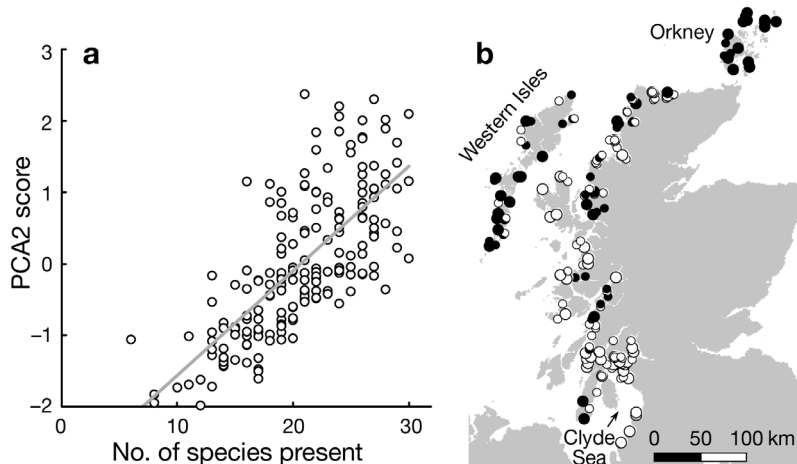 a
3
2
1
0
−1
−2
PCA2 score
0
10
20
30
No. of species present
b
Orkney
Western Isles
Clyde
Sea
0 50 100 km